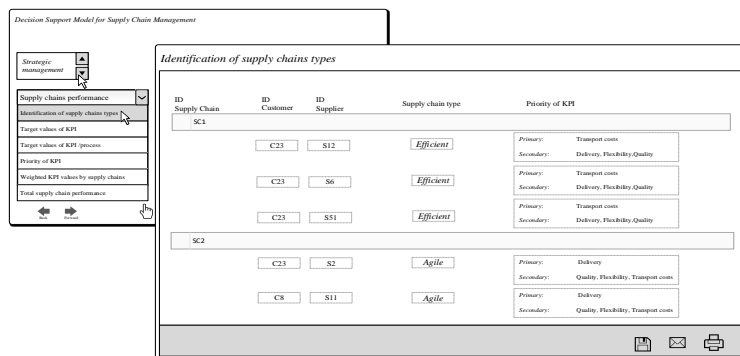 Decision Support Model for Supply Chain Management
Strategic
management
Supply chains performance
Identification of supply chains types
Target values of KPI
Target values of KPI /process
Priority of KPI
Weighted KPI values by supply chains
Total supply chain performance
Back Forward
Identification of supply chains types
ID
Supply Chain
ID
Customer
ID
Supplier
Supply chain type
Priority of KPI
SC1
C23 S12 Efficient
Primary: Transport costs
Secondary: Delivery, Flexibility,Quality
C23 S6 Efficient
Primary: Transport costs
Secondary: Delivery, Flexibility,Quality
C23 S51 Efficient
Primary: Transport costs
Secondary: Delivery, Flexibility,Quality
SC2
C23 S2 Agile
Primary: Delivery
Secondary: Quality, Flexibility, Transport costs
C8 S11 Agile
Primary: Delivery
Secondary: Quality, Flexibility, Transport costs